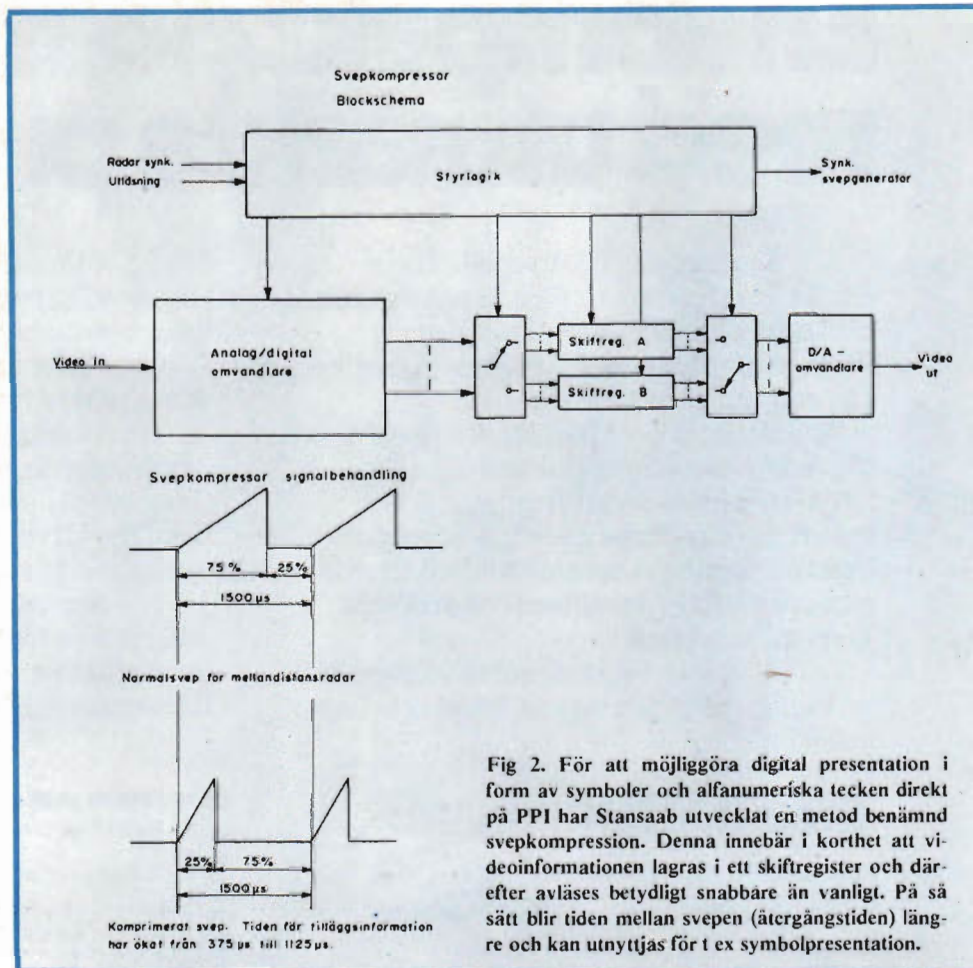 Svepkompressor
Blockschema
Radar synk.
Utläsning
Styrlogik
Synk.
svepgenerator
Video in
Analog/digital
omvandlare
Skiftreg. A
Skiftreg. B
D/A -
omvandlare
Video
ut
Svepkompressor signalbehandling
75 % 25 %
1500 µs
Normalsvep för mellandistansradar
25% 75 %
1500 µs
Komprimerat svep. Tiden för tilläggsinformation
har ökat från 375 µs till 1125 µs.
Fig 2. För att möjliggöra digital presentation i
form av symboler och alfanumeriska tecken direkt
på PPI har Stansaab utvecklat en metod benämnd
svepkompression. Denna innebär i korthet att vi-
deoinformationen lagras i ett skiftregister och där-
efter avläses betydligt snabbare än vanligt. På så
sätt blir tiden mellan svepen (återgångstiden) läng-
re och kan utnyttjas för t ex symbolpresentation.